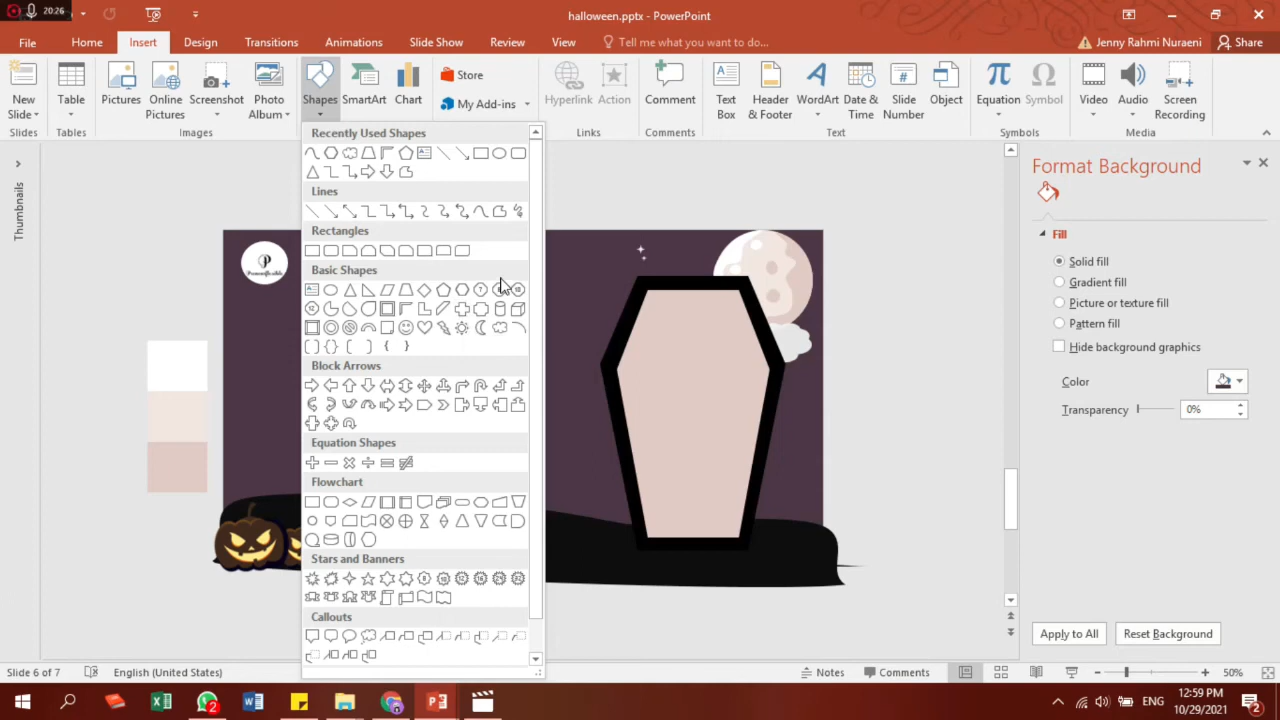 20:26
halloween.pptx - PowerPoint
File Home Insert Design Transitions Animations Slide Show Review View Tell me what you want to do... Jenny Rahmi Nuraeni Share
New Slide
Table
Pictures
Online Pictures
Screenshot
Photo Album
Shapes
SmartArt
Chart
Store
My Add-ins
Hyperlink
Action
Comment
Text Box
Header & Footer
WordArt
Date & Time
Slide Number
Object
Equation
Symbol
Video
Audio
Screen Recording
Slides
Tables
Images
Links
Comments
Text
Symbols
Media
Thumbnails
Recently Used Shapes
Lines
Rectangles
Basic Shapes
Block Arrows
Equation Shapes
Flowchart
Stars and Banners
Callouts
P
Format Background
Fill
Solid fill
Gradient fill
Picture or texture fill
Pattern fill
Hide background graphics
Color
Transparency 0%
Apply to All Reset Background
Slide 6 of 7 English (United States) Notes Comments 50%
2
ENG
12:59 PM
10/29/2021
2